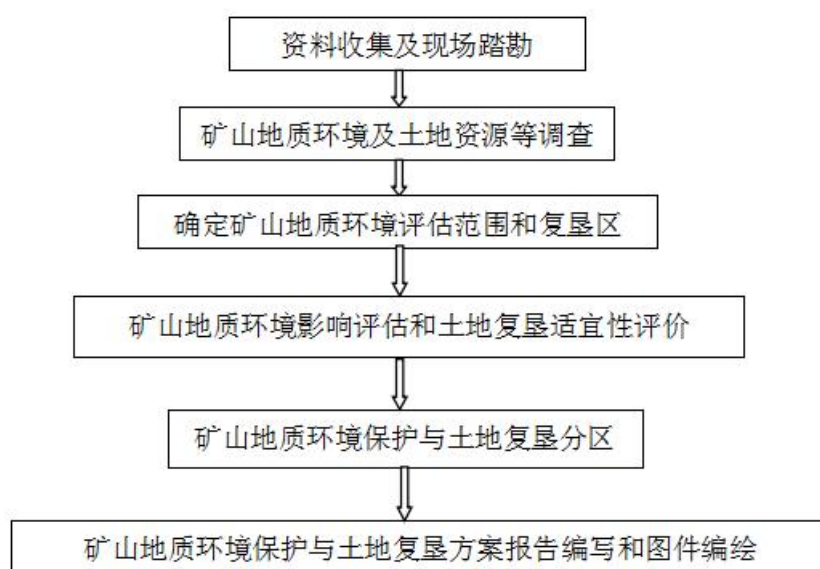 资料收集及现场踏勘
矿山地质环境及土地资源等调查
确定矿山地质环境评估范围和复垦区
矿山地质环境影响评估和土地复垦适宜性评价
矿山地质环境保护与土地复垦分区
矿山地质环境保护与土地复垦方案报告编写和图件编绘